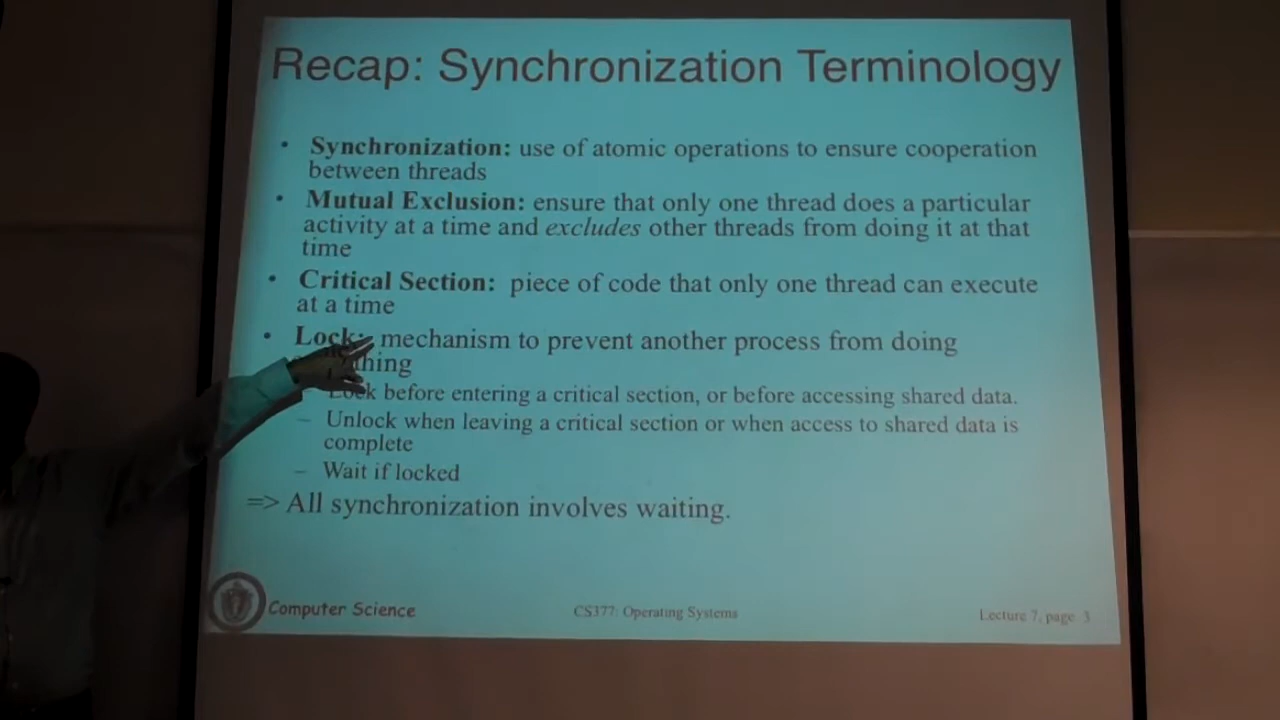 Recap: Synchronization Terminology
• Synchronization: use of atomic operations to ensure cooperation
between threads
• Mutual Exclusion: ensure that only one thread does a particular
activity at a time and excludes other threads from doing it at that
time
• Critical Section: piece of code that only one thread can execute
at a time
• Lock: mechanism to prevent another process from doing
thing
– Lock before entering a critical section, or before accessing shared data.
– Unlock when leaving a critical section or when access to shared data is
complete
– Wait if locked
=> All synchronization involves waiting.
Computer Science
CS377: Operating Systems
Lecture 7, page 3